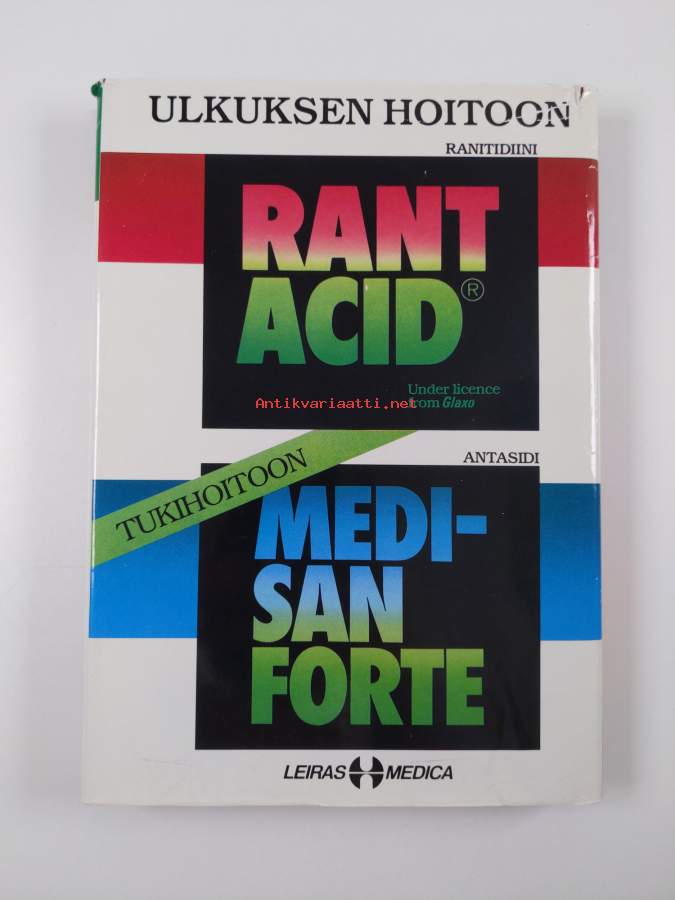 ULKUKSEN HOITOON
RANITIDIINI
RANT
ACID®
Under licence
from Glaxo
Antikvariaatti.net
TUKIHOITOON
ANTASIDI
MEDI-
SAN
FORTE
LEIRAS MEDICA